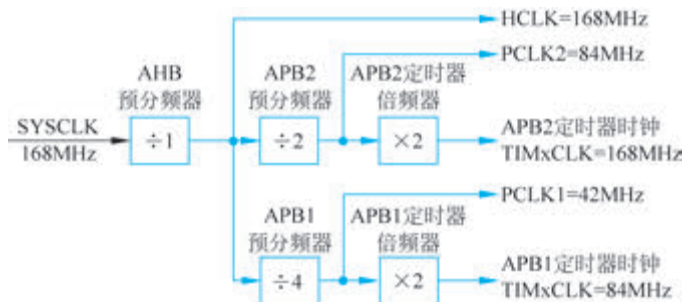 HCLK=168MHz
PCLK2=84MHz
AHB
预分频器
APB2
预分频器
APB2定时器
倍频器
SYSCLK
168MHz
÷1
÷2
×2
APB2定时器时钟
TIMxCLK=168MHz
PCLK1=42MHz
APB1
预分频器
APB1定时器
倍频器
÷4
×2
APB1定时器时钟
TIMxCLK=84MHz